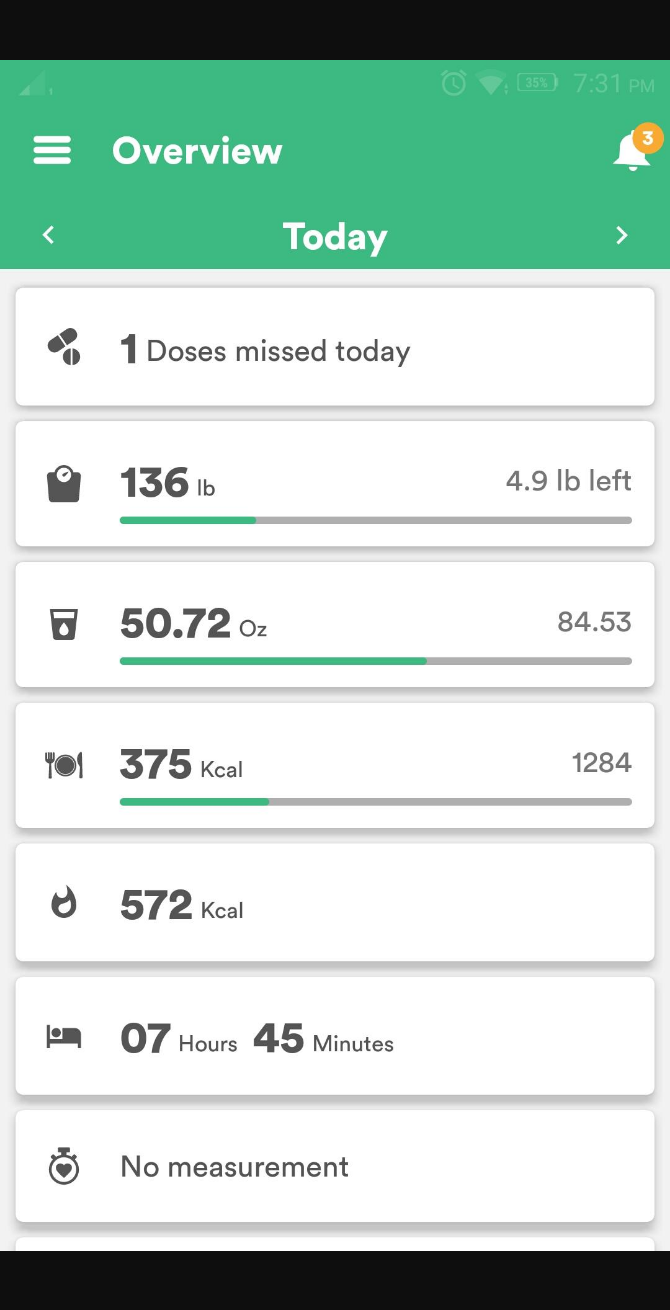 1 35% 7:31 PM
Overview 3
Today
1 Doses missed today
136 lb 4.9 lb left
50.72 Oz 84.53
375 Kcal 1284
572 Kcal
07 Hours 45 Minutes
No measurement